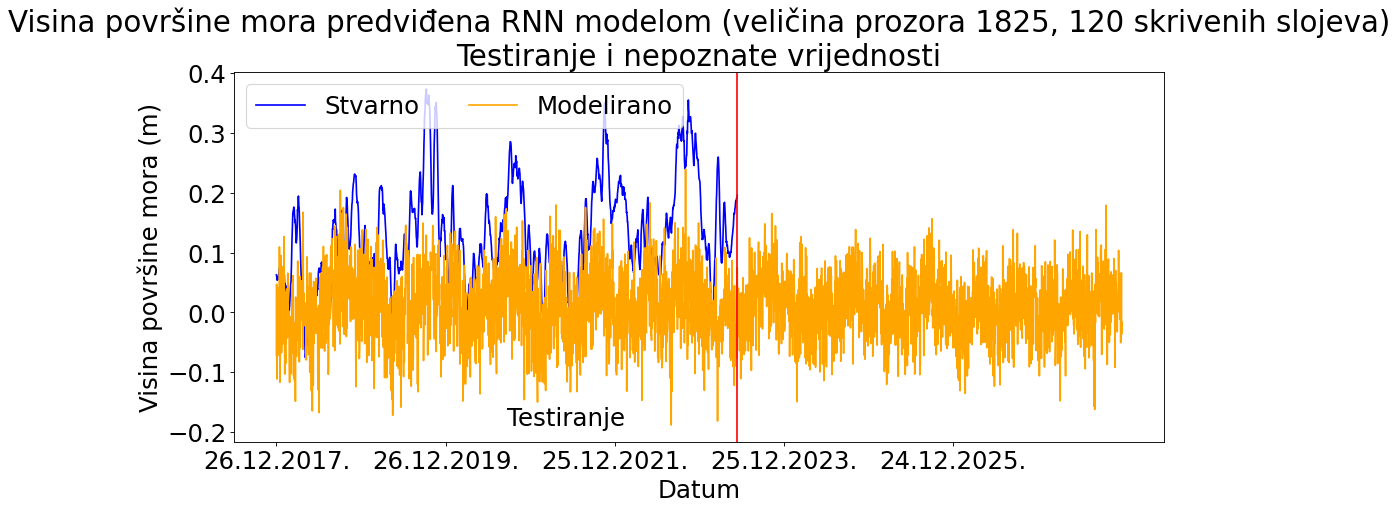 Visina površine mora predviđena RNN modelom (veličina prozora 1825, 120 skrivenih slojeva)
Testiranje i nepoznate vrijednosti
Stvarno Modelirano
Visina površine mora (m)
0.4
0.3
0.2
0.1
0.0
−0.1
−0.2
Testiranje
26.12.2017. 26.12.2019. 25.12.2021. 25.12.2023. 24.12.2025.
Datum